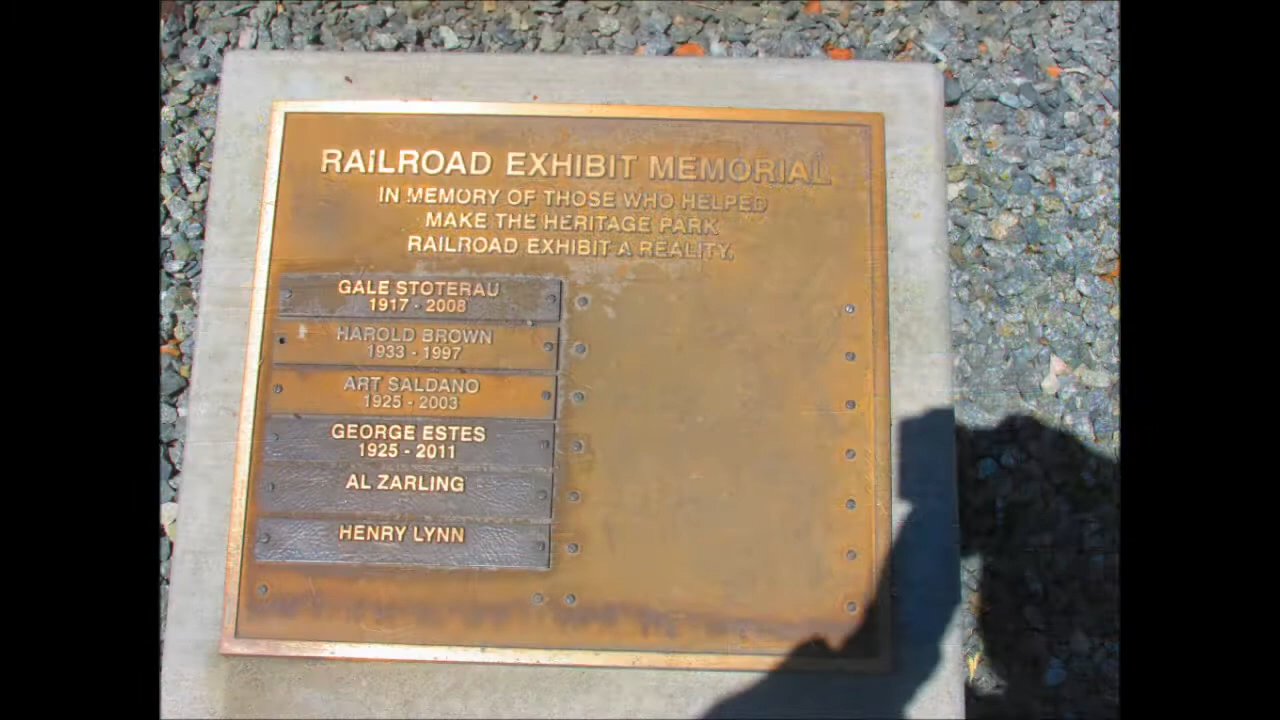 RAILROAD EXHIBIT MEMORIAL
IN MEMORY OF THOSE WHO HELPED
MAKE THE HERITAGE PARK
RAILROAD EXHIBIT A REALITY.
GALE STOTERAU
1917 - 2008
HAROLD BROWN
1933 - 1997
ART SALDANO
1925 - 2003
GEORGE ESTES
1925 - 2011
AL ZARLING
HENRY LYNN